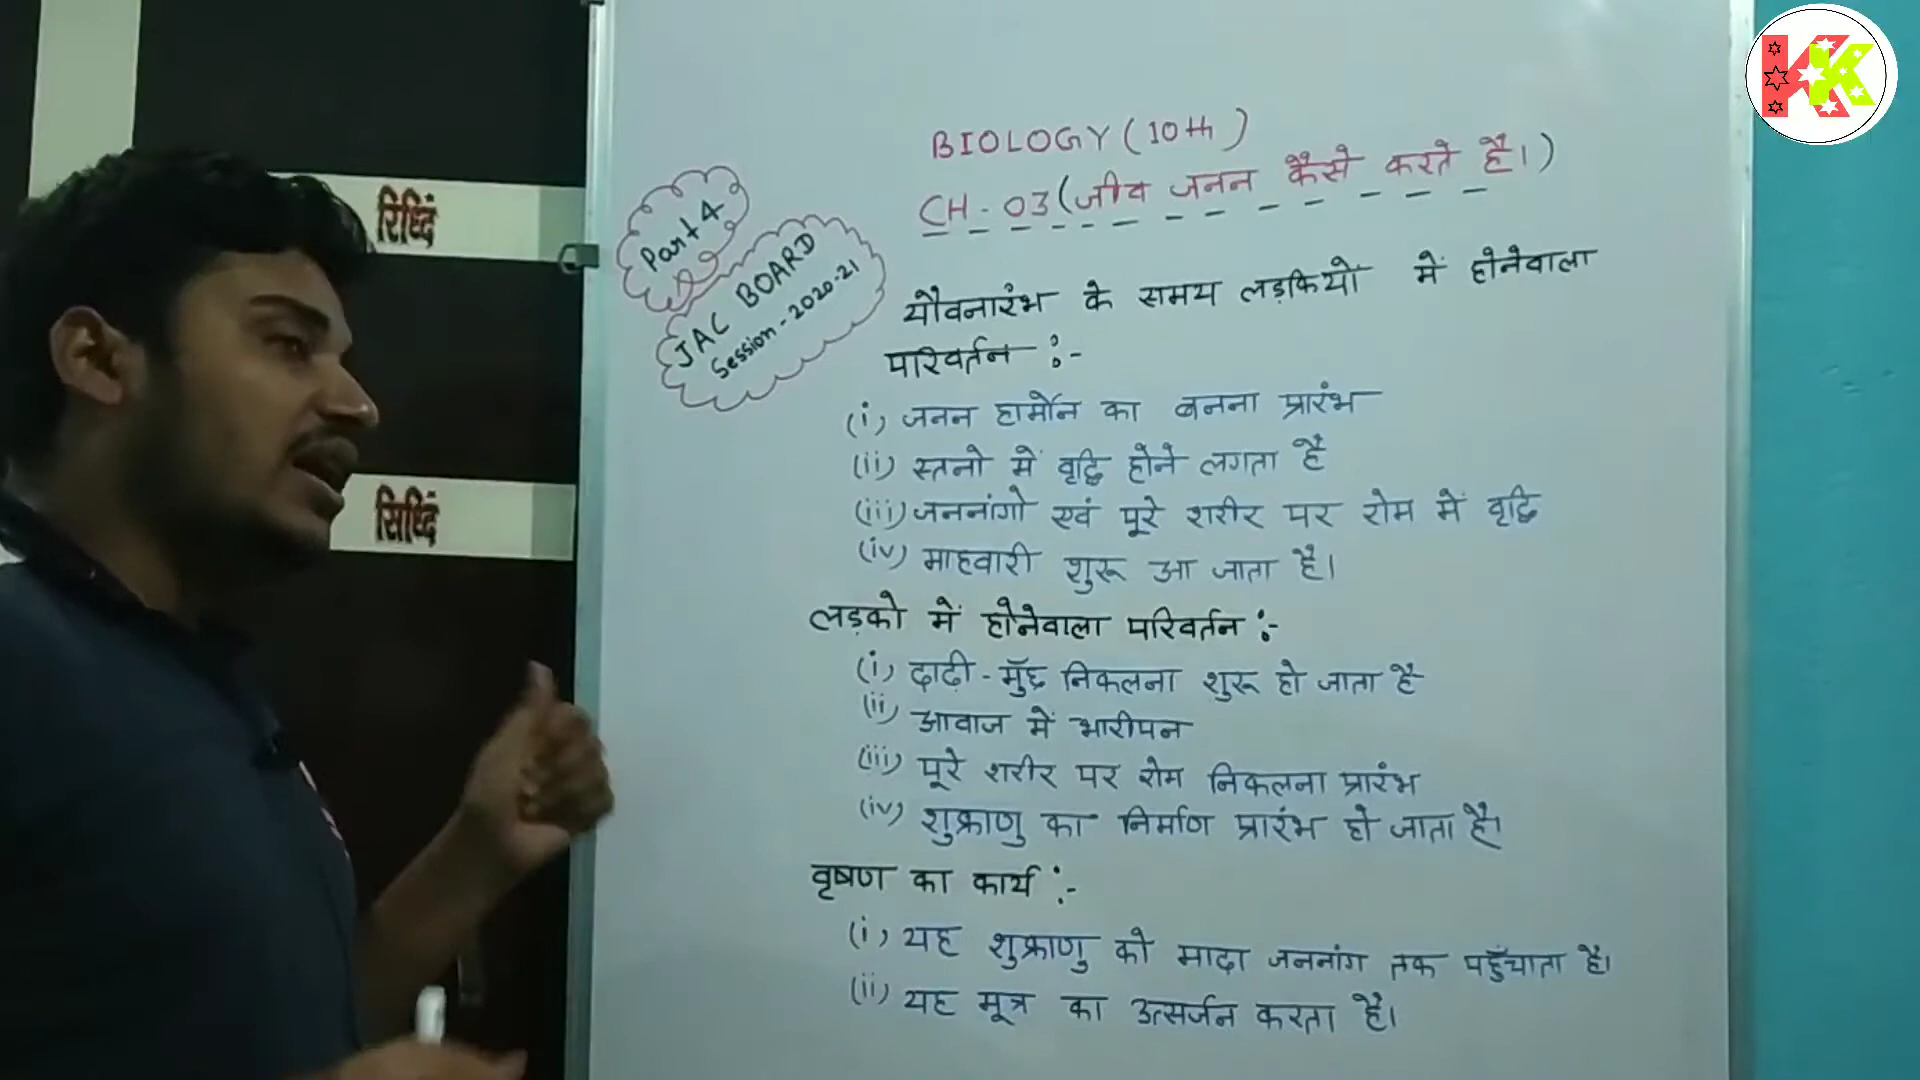 BIOLOGY (10th)
CH-03 (जीव जनन कैसे करते है।)
Part 4
JAC BOARD
Session-2020-21
रिध्दिं
सिध्दिं
यौवनारंभ के समय लड़कियों में होनेवाला
परिवर्तन :-
(i) जनन हार्मोन का बनना प्रारंभ
(ii) स्तनो में वृद्धि होने लगता है
(iii) जननांगो एवं पूरे शरीर पर रोम में वृद्धि
(iv) माहवारी शुरू आ जाता है।
लड़को में होनेवाला परिवर्तन :-
(i) दाढ़ी-मुँछ निकलना शुरू हो जाता है
(ii) आवाज में भारीपन
(iii) पूरे शरीर पर रोम निकलना प्रारंभ
(iv) शुक्राणु का निर्माण प्रारंभ हो जाता है।
वृषण का कार्य :-
(i) यह शुक्राणु को मादा जननांग तक पहुँचाता है।
(ii) यह मूत्र का उत्सर्जन करता है।
KK